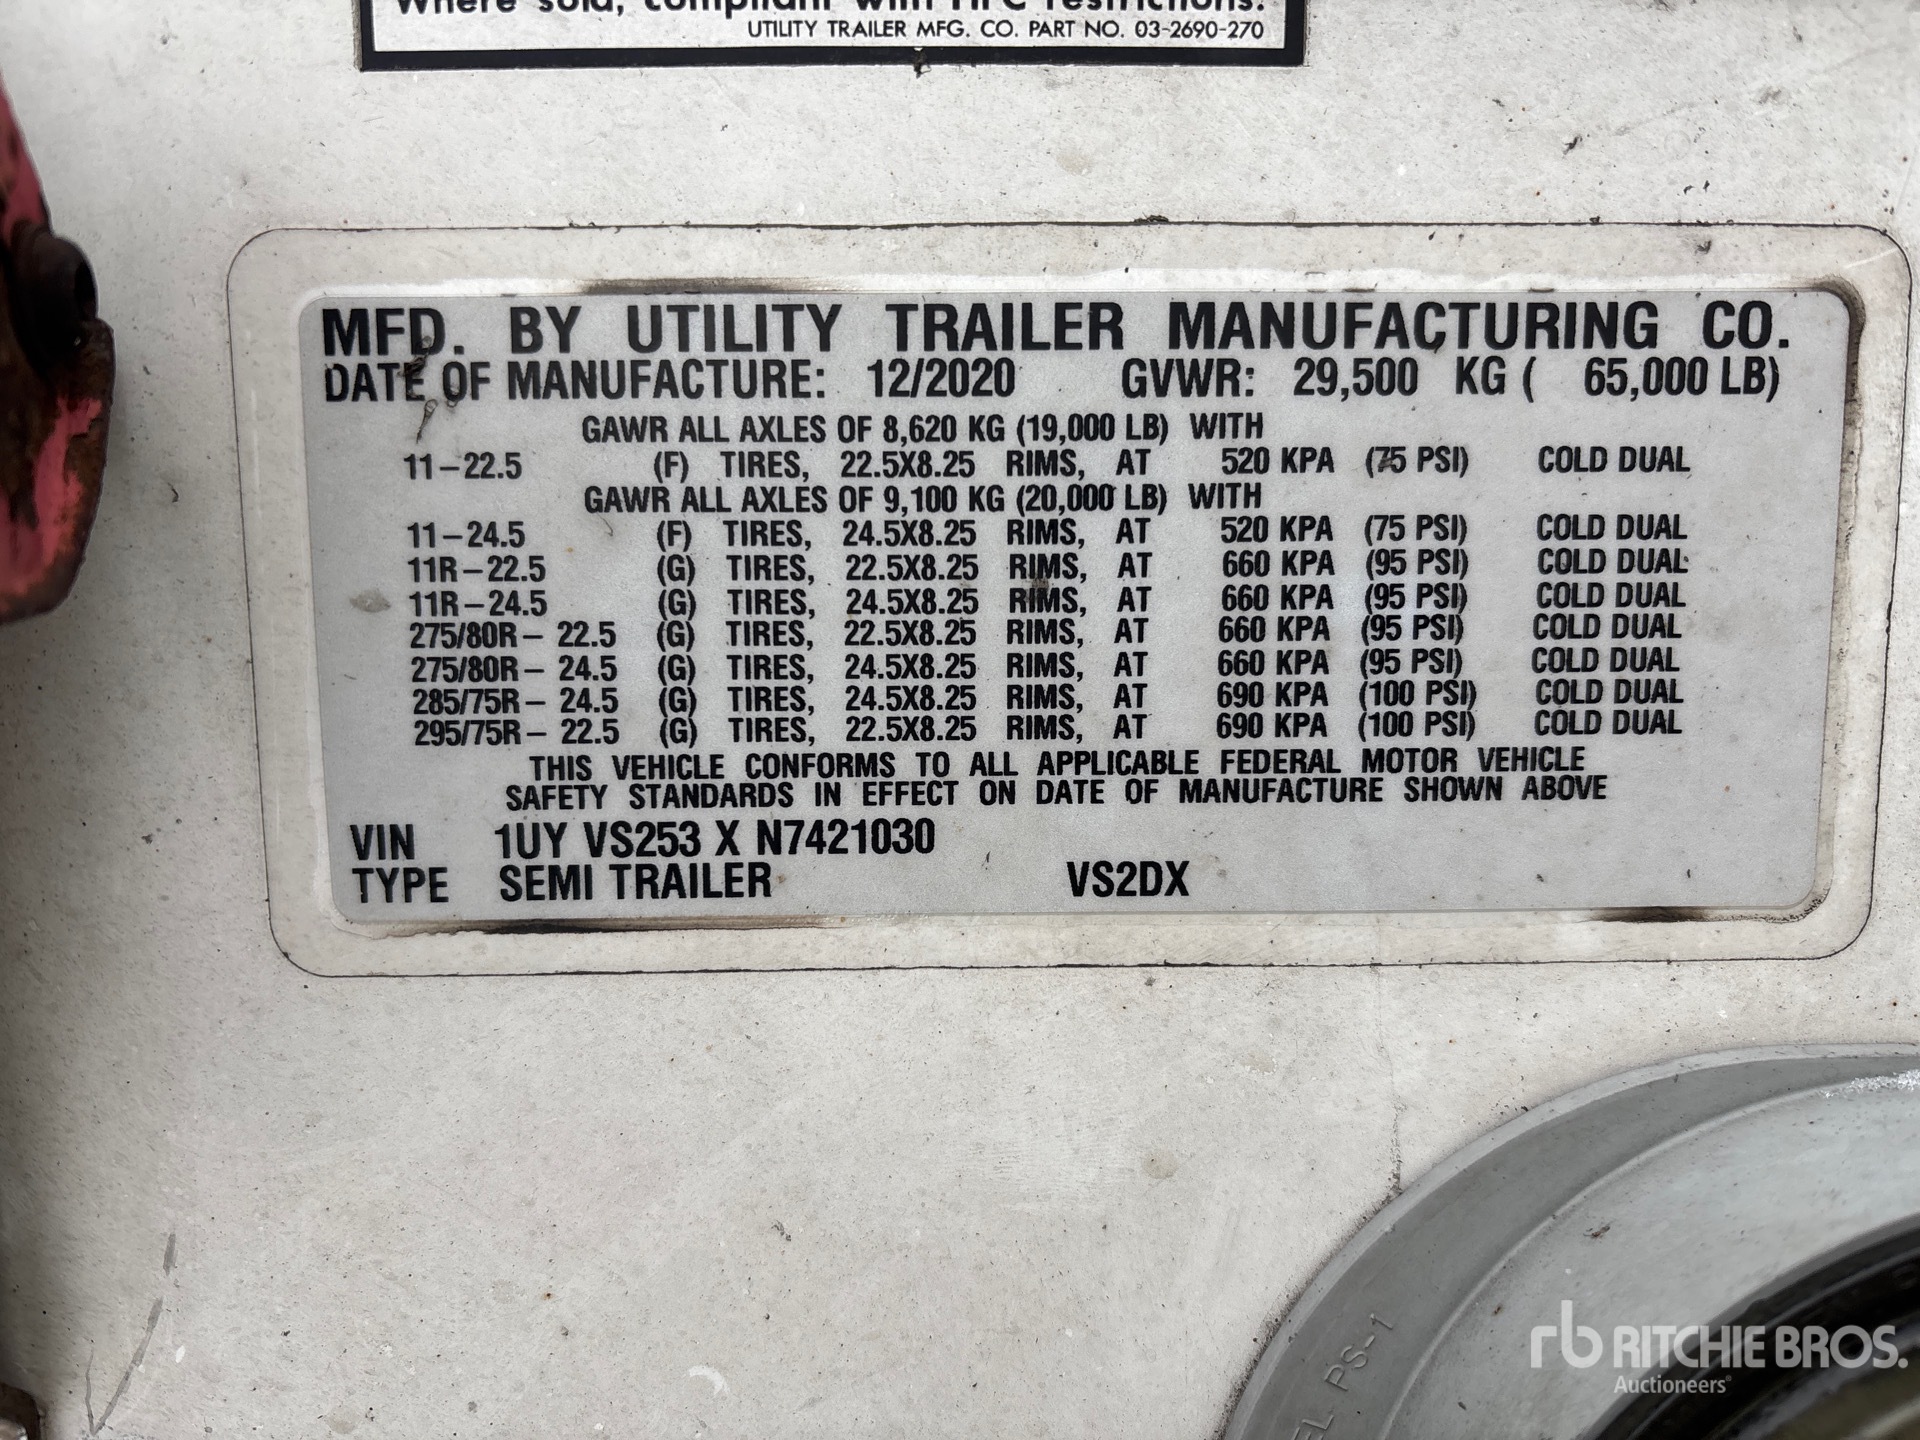 Where sold, compliant with HFC restrictions.
UTILITY TRAILER MFG. CO. PART NO. 03-2690-270
MFD. BY UTILITY TRAILER MANUFACTURING CO.
DATE OF MANUFACTURE: 12/2020 GVWR: 29,500 KG ( 65,000 LB)
GAWR ALL AXLES OF 8,620 KG (19,000 LB) WITH
11-22.5 (F) TIRES, 22.5X8.25 RIMS, AT 520 KPA (75 PSI) COLD DUAL
GAWR ALL AXLES OF 9,100 KG (20,000 LB) WITH
11-24.5 (F) TIRES, 24.5X8.25 RIMS, AT 520 KPA (75 PSI) COLD DUAL
11R-22.5 (G) TIRES, 22.5X8.25 RIMS, AT 660 KPA (95 PSI) COLD DUAL
11R-24.5 (G) TIRES, 24.5X8.25 RIMS, AT 660 KPA (95 PSI) COLD DUAL
275/80R- 22.5 (G) TIRES, 22.5X8.25 RIMS, AT 660 KPA (95 PSI) COLD DUAL
275/80R- 24.5 (G) TIRES, 24.5X8.25 RIMS, AT 660 KPA (95 PSI) COLD DUAL
285/75R- 24.5 (G) TIRES, 24.5X8.25 RIMS, AT 690 KPA (100 PSI) COLD DUAL
295/75R- 22.5 (G) TIRES, 22.5X8.25 RIMS, AT 690 KPA (100 PSI) COLD DUAL
THIS VEHICLE CONFORMS TO ALL APPLICABLE FEDERAL MOTOR VEHICLE
SAFETY STANDARDS IN EFFECT ON DATE OF MANUFACTURE SHOWN ABOVE
VIN 1UY VS253 X N7421030
TYPE SEMI TRAILER VS2DX
PS-1
rb RITCHIE BROS.
Auctioneers